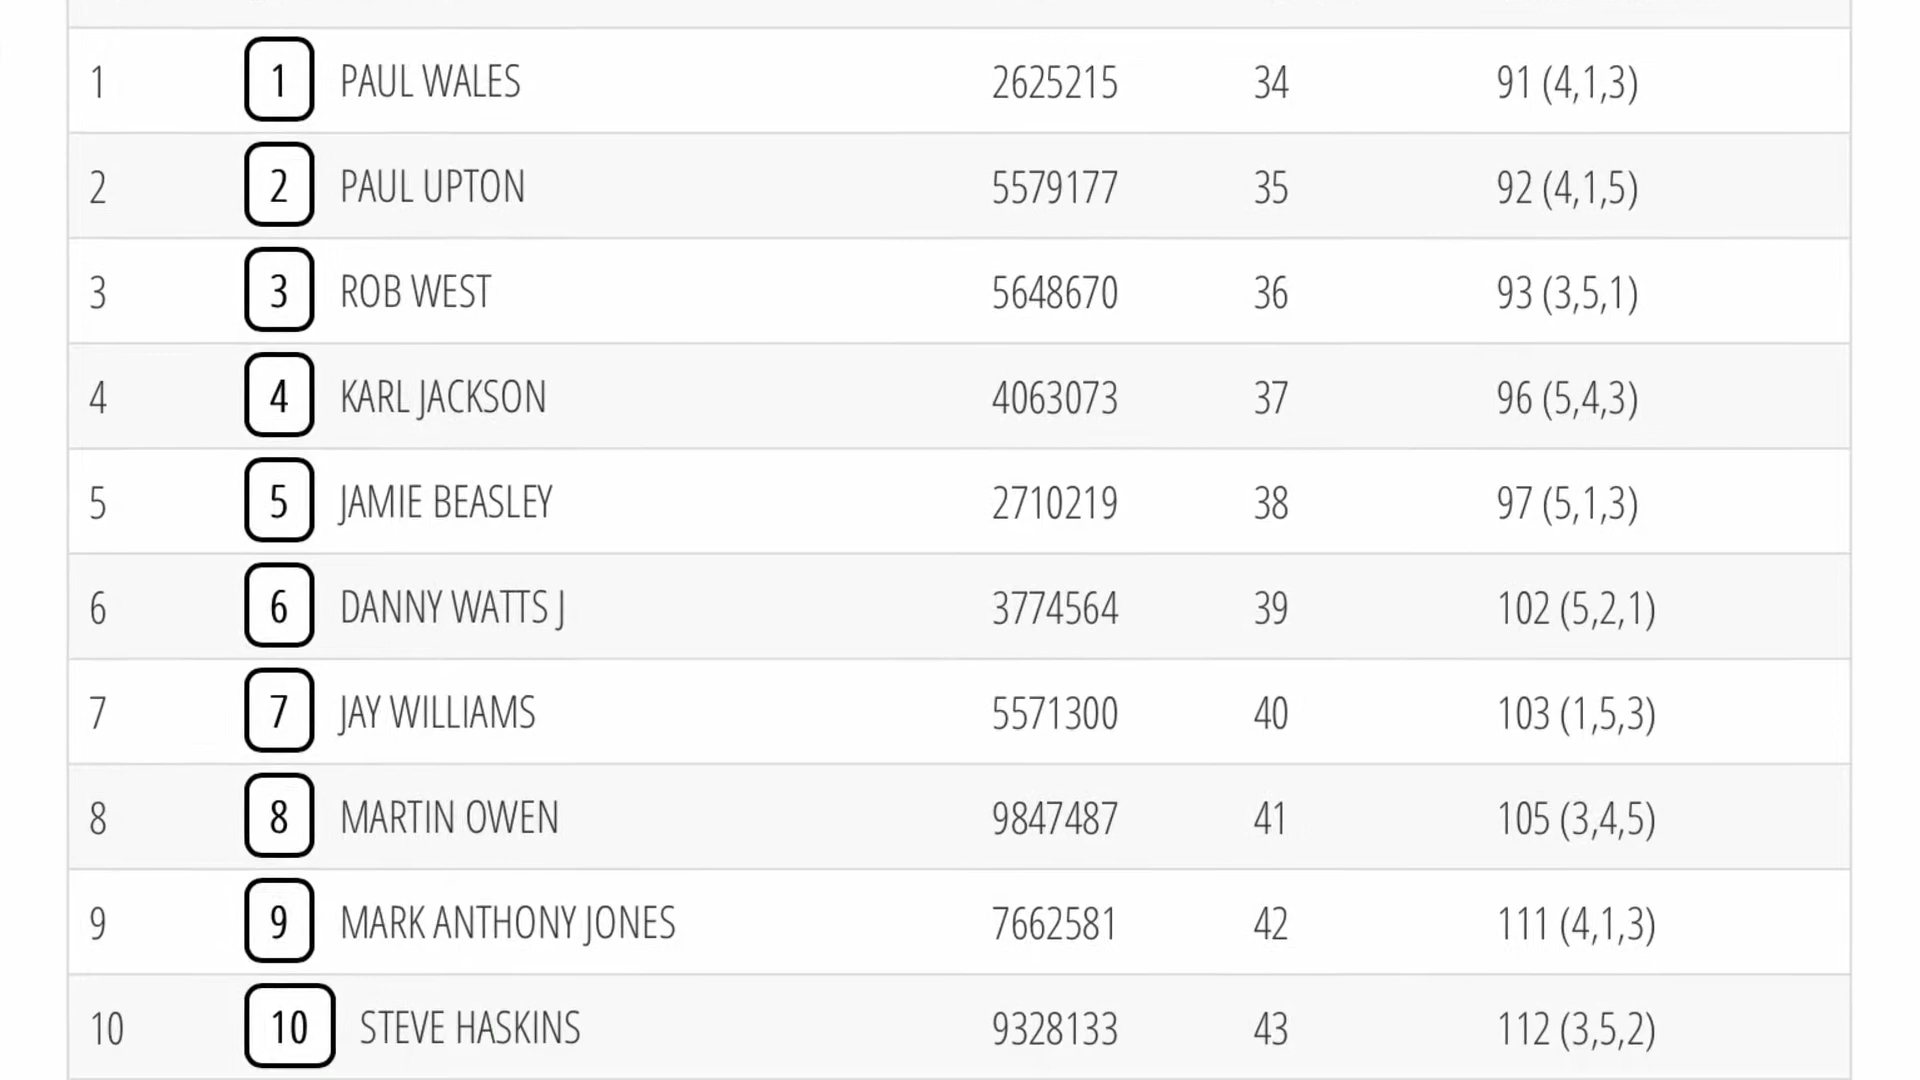 1 1 PAUL WALES 2625215 34 91 (4,1,3)
2 2 PAUL UPTON 5579177 35 92 (4,1,5)
3 3 ROB WEST 5648670 36 93 (3,5,1)
4 4 KARL JACKSON 4063073 37 96 (5,4,3)
5 5 JAMIE BEASLEY 2710219 38 97 (5,1,3)
6 6 DANNY WATTS J 3774564 39 102 (5,2,1)
7 7 JAY WILLIAMS 5571300 40 103 (1,5,3)
8 8 MARTIN OWEN 9847487 41 105 (3,4,5)
9 9 MARK ANTHONY JONES 7662581 42 111 (4,1,3)
10 10 STEVE HASKINS 9328133 43 112 (3,5,2)